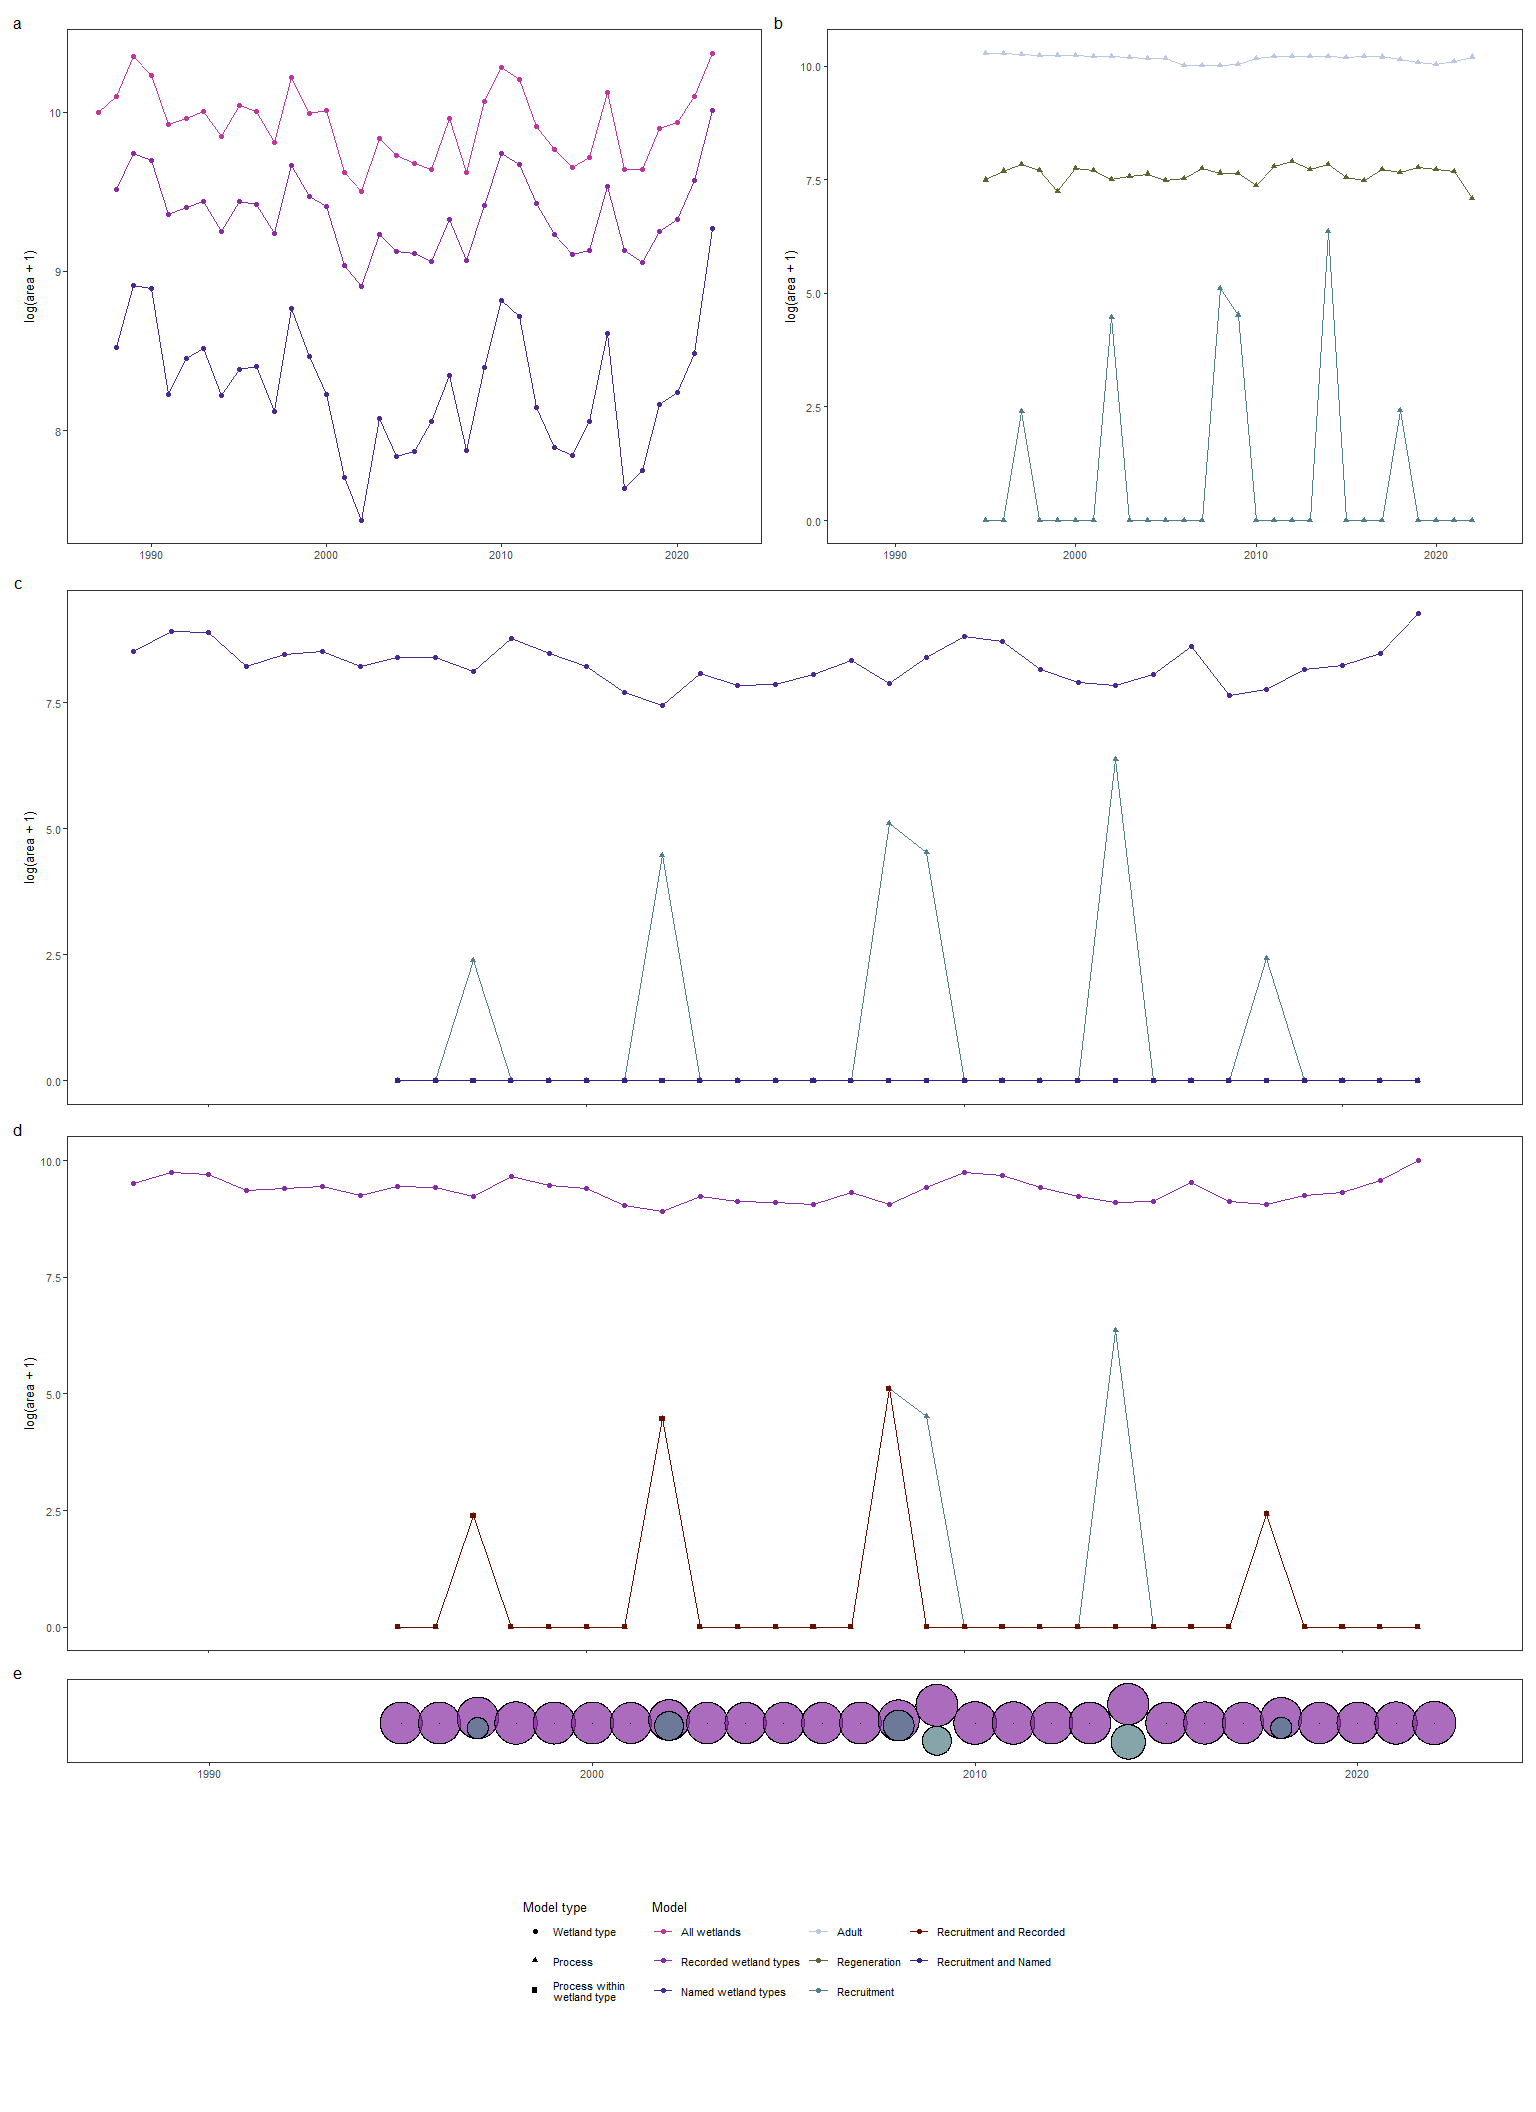 a
log(area + 1)
10
9
8
1990
2000
2010
2020
b
log(area + 1)
10.0
7.5
5.0
2.5
0.0
1990
2000
2010
2020
c
log(area + 1)
7.5
5.0
2.5
0.0
d
log(area + 1)
10.0
7.5
5.0
2.5
0.0
e
1990
2000
2010
2020
Model type
Wetland type
Process
Process within
wetland type
Model
All wetlands
Recorded wetland types
Named wetland types
Adult
Regeneration
Recruitment
Recruitment and Recorded
Recruitment and Named